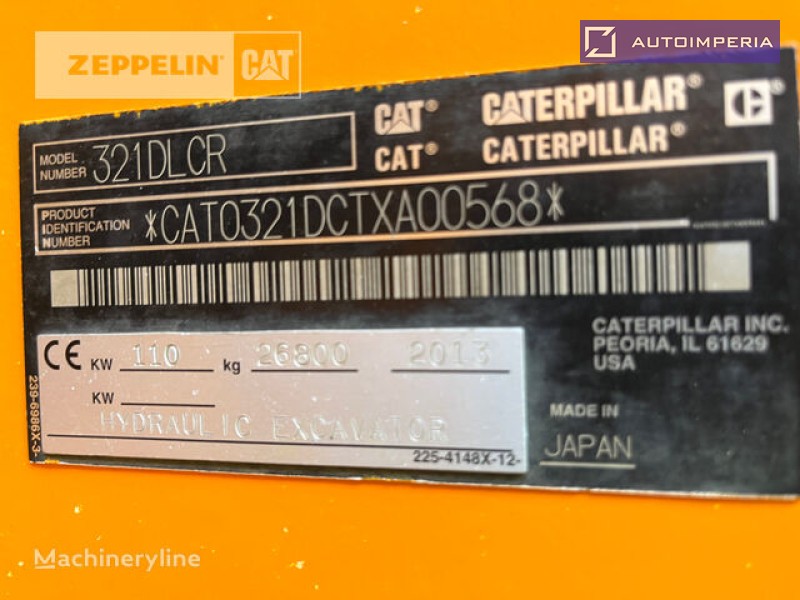 ZEPPELIN CAT
AUTOIMPERIA
CAT® CATERPILLAR®
CAT® CATERPILLAR®
MODEL NUMBER 321DLCR
PRODUCT IDENTIFICATION NUMBER *CAT0321DCTXA00568*
CATERPILLAR INC.
PEORIA, IL 61629
USA
CE KW 110 kg 26800 2013
KW
HYDRAULIC EXCAVATOR
225-4148X-12-
239-6986X-3-
MADE IN
JAPAN
Machineryline